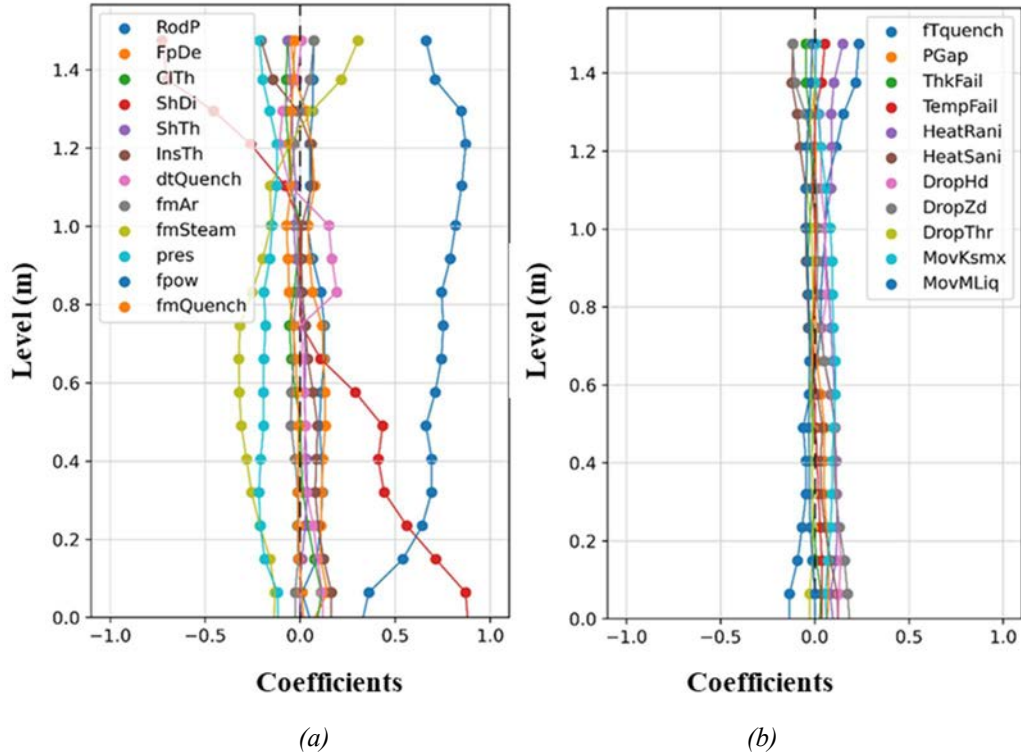 RodP
FpDe
ClTh
ShDi
ShTh
InsTh
dtQuench
fmAr
fmSteam
pres
fpow
fmQuench
1.4
1.2
1.0
0.8
0.6
0.4
0.2
0.0
Level (m)
−1.0 −0.5 0.0 0.5 1.0
Coefficients
(a)
fTquench
PGap
ThkFail
TempFail
HeatRani
HeatSani
DropHd
DropZd
DropThr
MovKsmx
MovMLiq
1.4
1.2
1.0
0.8
0.6
0.4
0.2
0.0
Level (m)
−1.0 −0.5 0.0 0.5 1.0
Coefficients
(b)